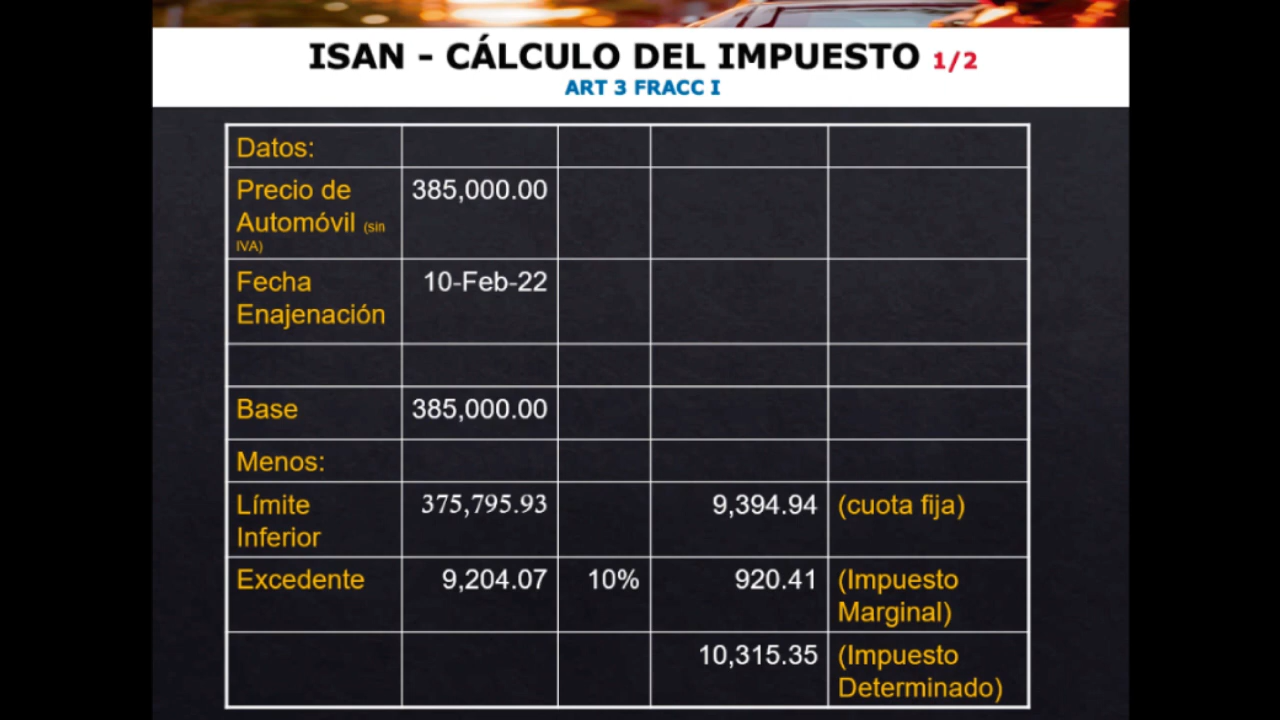 ISAN - CÁLCULO DEL IMPUESTO 1/2
ART 3 FRACC I
Datos:
Precio de 385,000.00
Automóvil (sin
IVA)
Fecha 10-Feb-22
Enajenación
Base 385,000.00
Menos:
Límite 375,795.93 9,394.94 (cuota fija)
Inferior
Excedente 9,204.07 10% 920.41 (Impuesto
Marginal)
10,315.35 (Impuesto
Determinado)